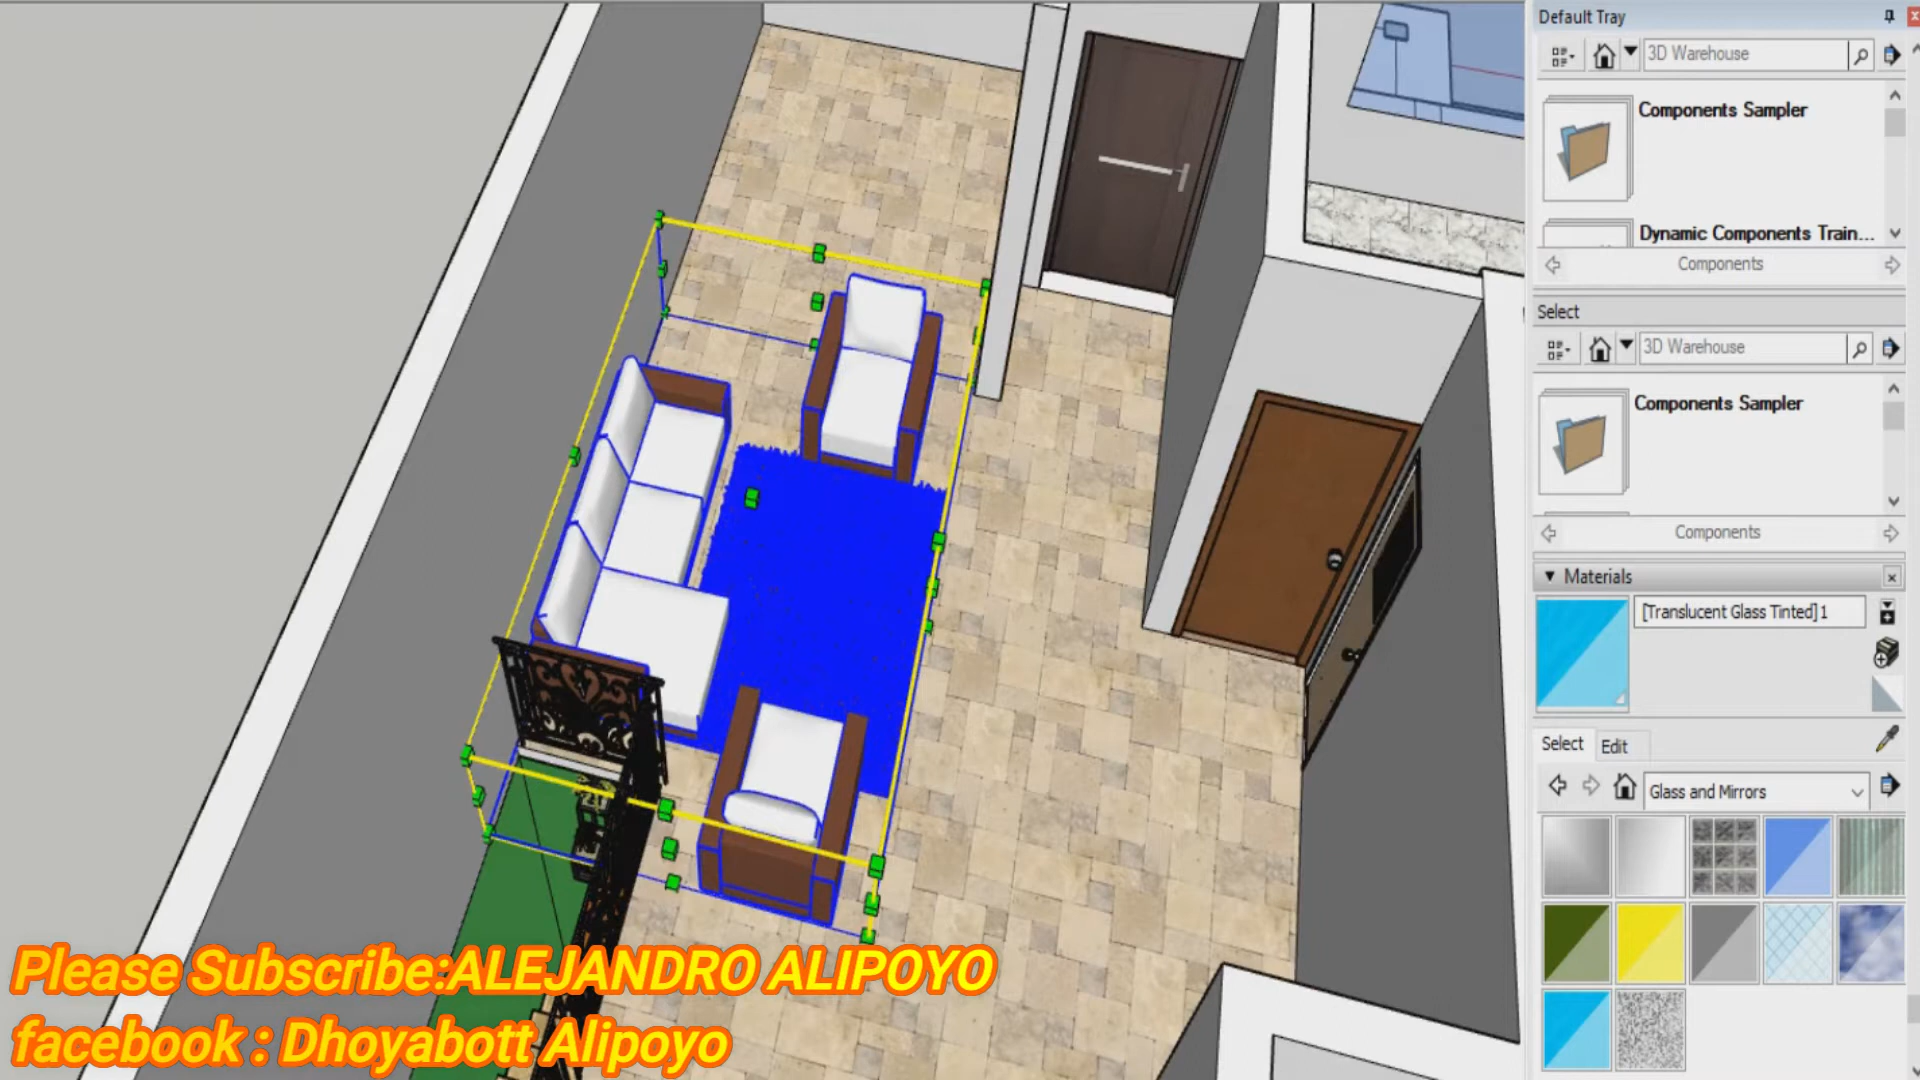 Default Tray
3D Warehouse
Components Sampler
Dynamic Components Train...
Components
Select
3D Warehouse
Components Sampler
Components
Materials
[Translucent Glass Tinted]1
Select
Edit
Glass and Mirrors
Please Subscribe:ALEJANDRO ALIPOYO
facebook : Dhoyabott Alipoyo